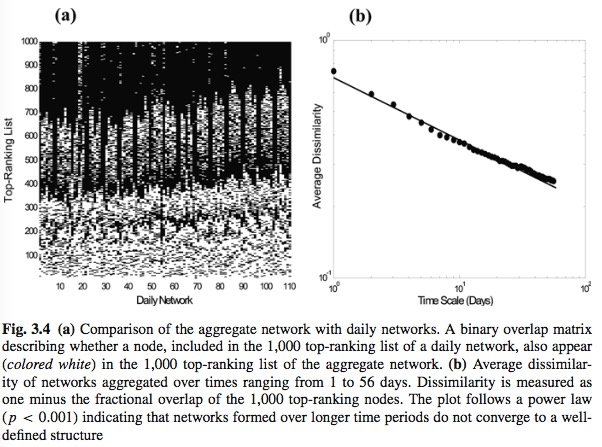 (a)
(b)
1000
900
800
700
600
500
400
300
200
100
Top-Ranking List
10 20 30 40 50 60 70 80 90 100 110
Daily Network
10^0
10^-1
Average Dissimilarity
10^0 10^1 10^2
Time Scale (Days)
Fig. 3.4 (a) Comparison of the aggregate network with daily networks. A binary overlap matrix
describing whether a node, included in the 1,000 top-ranking list of a daily network, also appear
(colored white) in the 1,000 top-ranking list of the aggregate network. (b) Average dissimilar-
ity of networks aggregated over times ranging from 1 to 56 days. Dissimilarity is measured as
one minus the fractional overlap of the 1,000 top-ranking nodes. The plot follows a power law
(p < 0.001) indicating that networks formed over longer time periods do not converge to a well-
defined structure